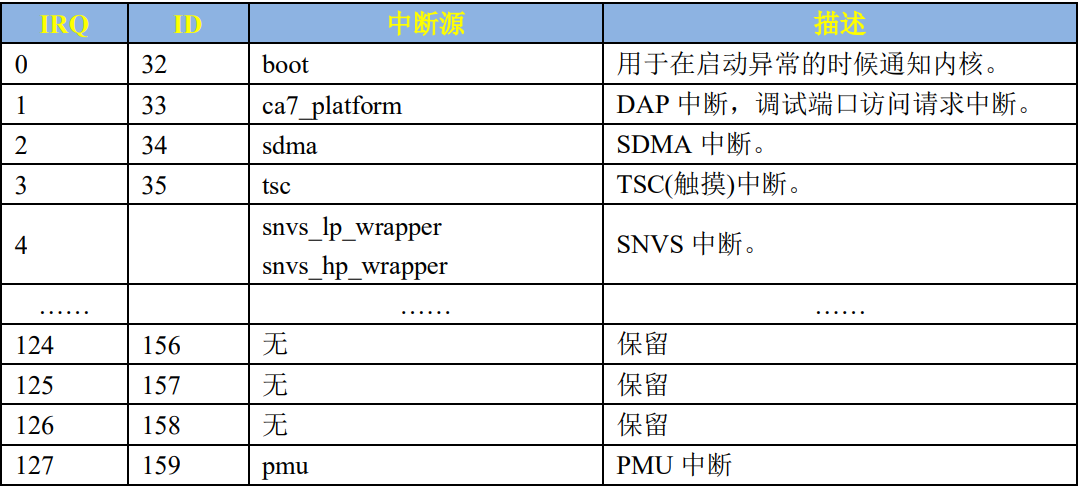 IRQ ID 中断源 描述
0 32 boot 用于在启动异常的时候通知内核。
1 33 ca7_platform DAP 中断，调试端口访问请求中断。
2 34 sdma SDMA 中断。
3 35 tsc TSC(触摸)中断。
4 snvs_lp_wrapper SNVS 中断。
snvs_hp_wrapper
…… …… ……
124 156 无 保留
125 157 无 保留
126 158 无 保留
127 159 pmu PMU 中断